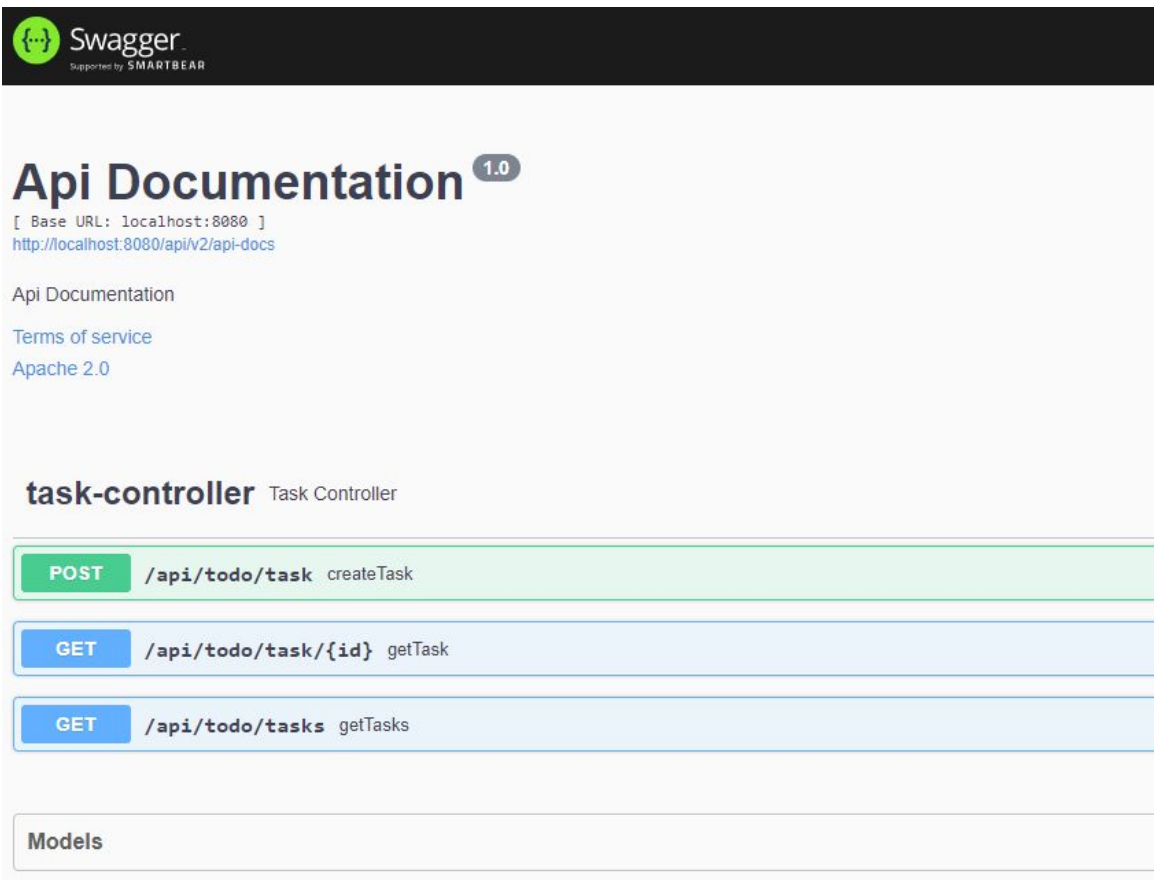 {...} Swagger.
Supported by SMARTBEAR
Api Documentation 1.0
[ Base URL: localhost:8080 ]
http://localhost:8080/api/v2/api-docs
Api Documentation
Terms of service
Apache 2.0
task-controller Task Controller
POST /api/todo/task createTask
GET /api/todo/task/{id} getTask
GET /api/todo/tasks getTasks
Models